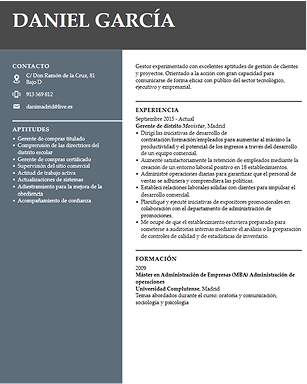 DANIEL GARCÍA
CONTACTO
C/ Don Ramón de la Cruz, 81
Bajo D
913 569 812
danimadrid@live.es
APTITUDES
Gerente de compras titulado
Comprensión de las directrices del
distrito escolar
Gerente de compras certificado
Supervisión del sitio comercial
Actitud de trabajo activa
Actualizaciones de sistemas
Adiestramiento para la mejora de la
obediencia
Acompañamiento de confianza
Gestor experimentado con excelentes aptitudes de gestión de clientes
y proyectos. Orientado a la acción con gran capacidad para
comunicarse de forma eficaz con público del sector tecnológico,
ejecutivo y empresarial.
EXPERIENCIA
Septiembre 2015 - Actual
Gerente de distrito Macister, Madrid
Dirigí las iniciativas de desarrollo de
contratación/formación/empleados para aumentar al máximo la
productividad y el potencial de los ingresos a través del desarrollo
de un equipo comercial.
Aumenté satisfactoriamente la retención de empleados mediante la
creación de un entorno laboral positivo en 18 establecimientos.
Administré operaciones diarias para garantizar que el personal de
ventas se adhiriera y comprendiera las políticas.
Establecí relaciones laborales sólidas con clientes para impulsar el
desarrollo comercial.
Planifiqué y ejecuté iniciativas de expositores promocionales en
colaboración con el departamento de administración de
promociones.
Me ocupé de que el establecimiento estuviera preparado para
someterse a auditorías internas mediante el análisis o la preparación
de controles de calidad y de estadísticas de inventario.
FORMACIÓN
2009
Máster en Administración de Empresas (MBA) Administración de
operaciones
Universidad Complutense, Madrid
Temas abordados durante el curso: oratoria y comunicación,
sociología y psicología